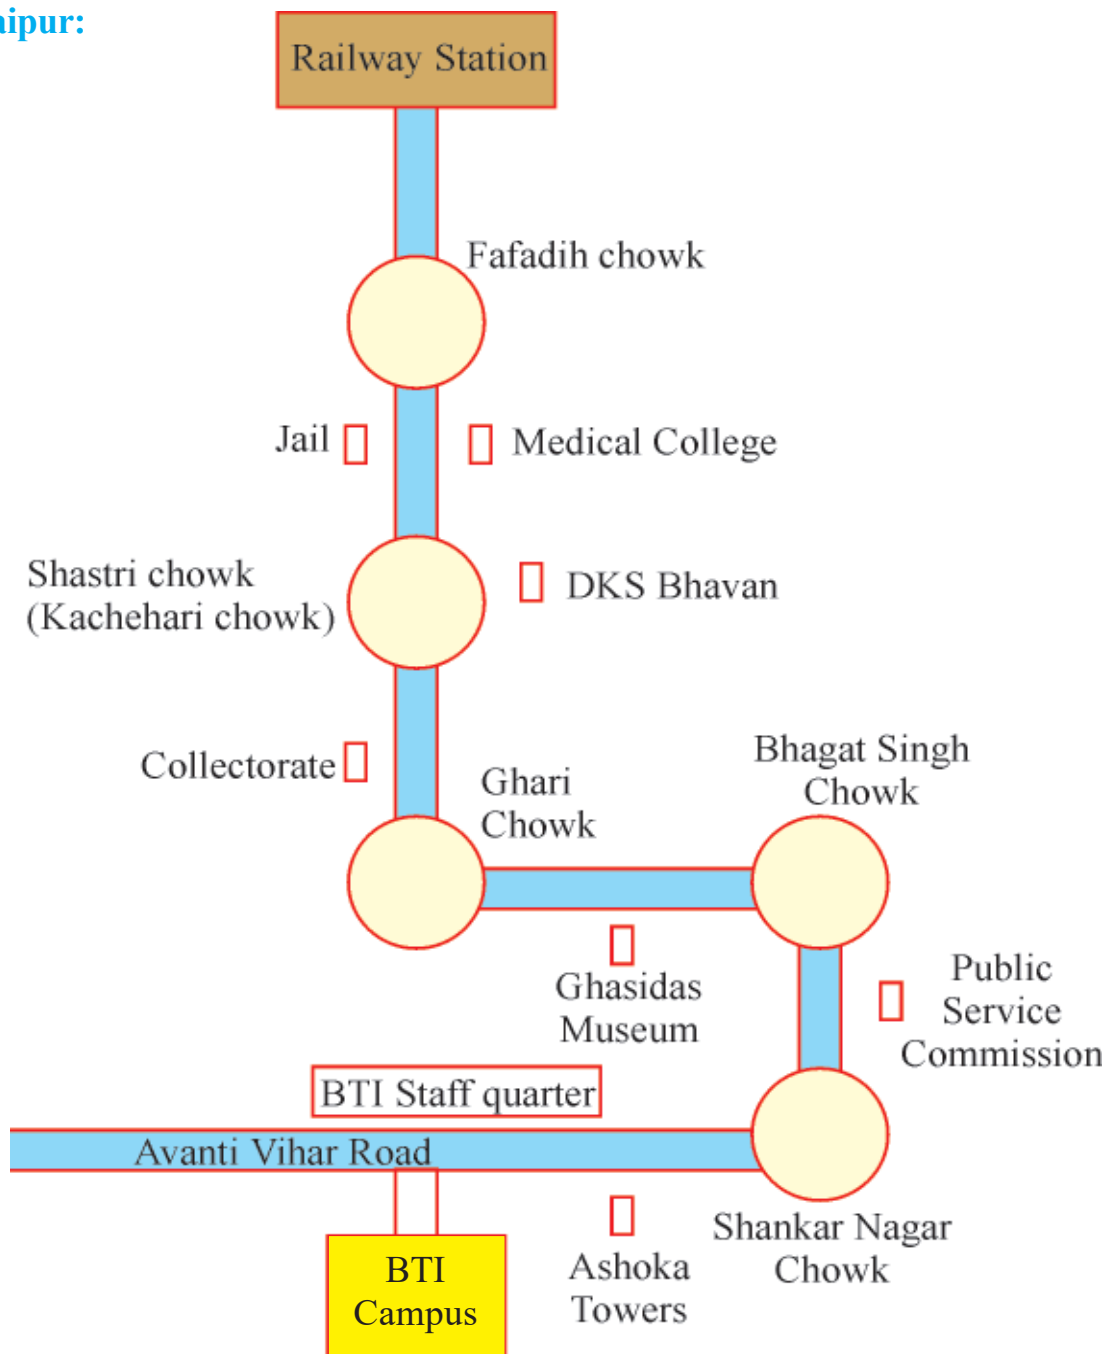 aipur:
Railway Station
Fafadih chowk
Jail
Medical College
Shastri chowk
(Kachehari chowk)
DKS Bhavan
Collectorate
Ghari
Chowk
Bhagat Singh
Chowk
Ghasidas
Museum
Public
Service
Commission
BTI Staff quarter
Avanti Vihar Road
BTI
Campus
Ashoka
Towers
Shankar Nagar
Chowk